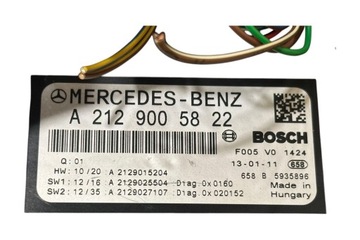 MERCEDES-BENZ
A 212 900 58 22
BOSCH
F005 V0 1424
Q: 01
13-01-11 658
HW: 10/20 A 2129015204
658 B 5935896
SW1: 12/16 A 2129025504 Diag:0x0160
Made in
SW2: 12/35 A 2129027107 Diag:0x020152
Hungary